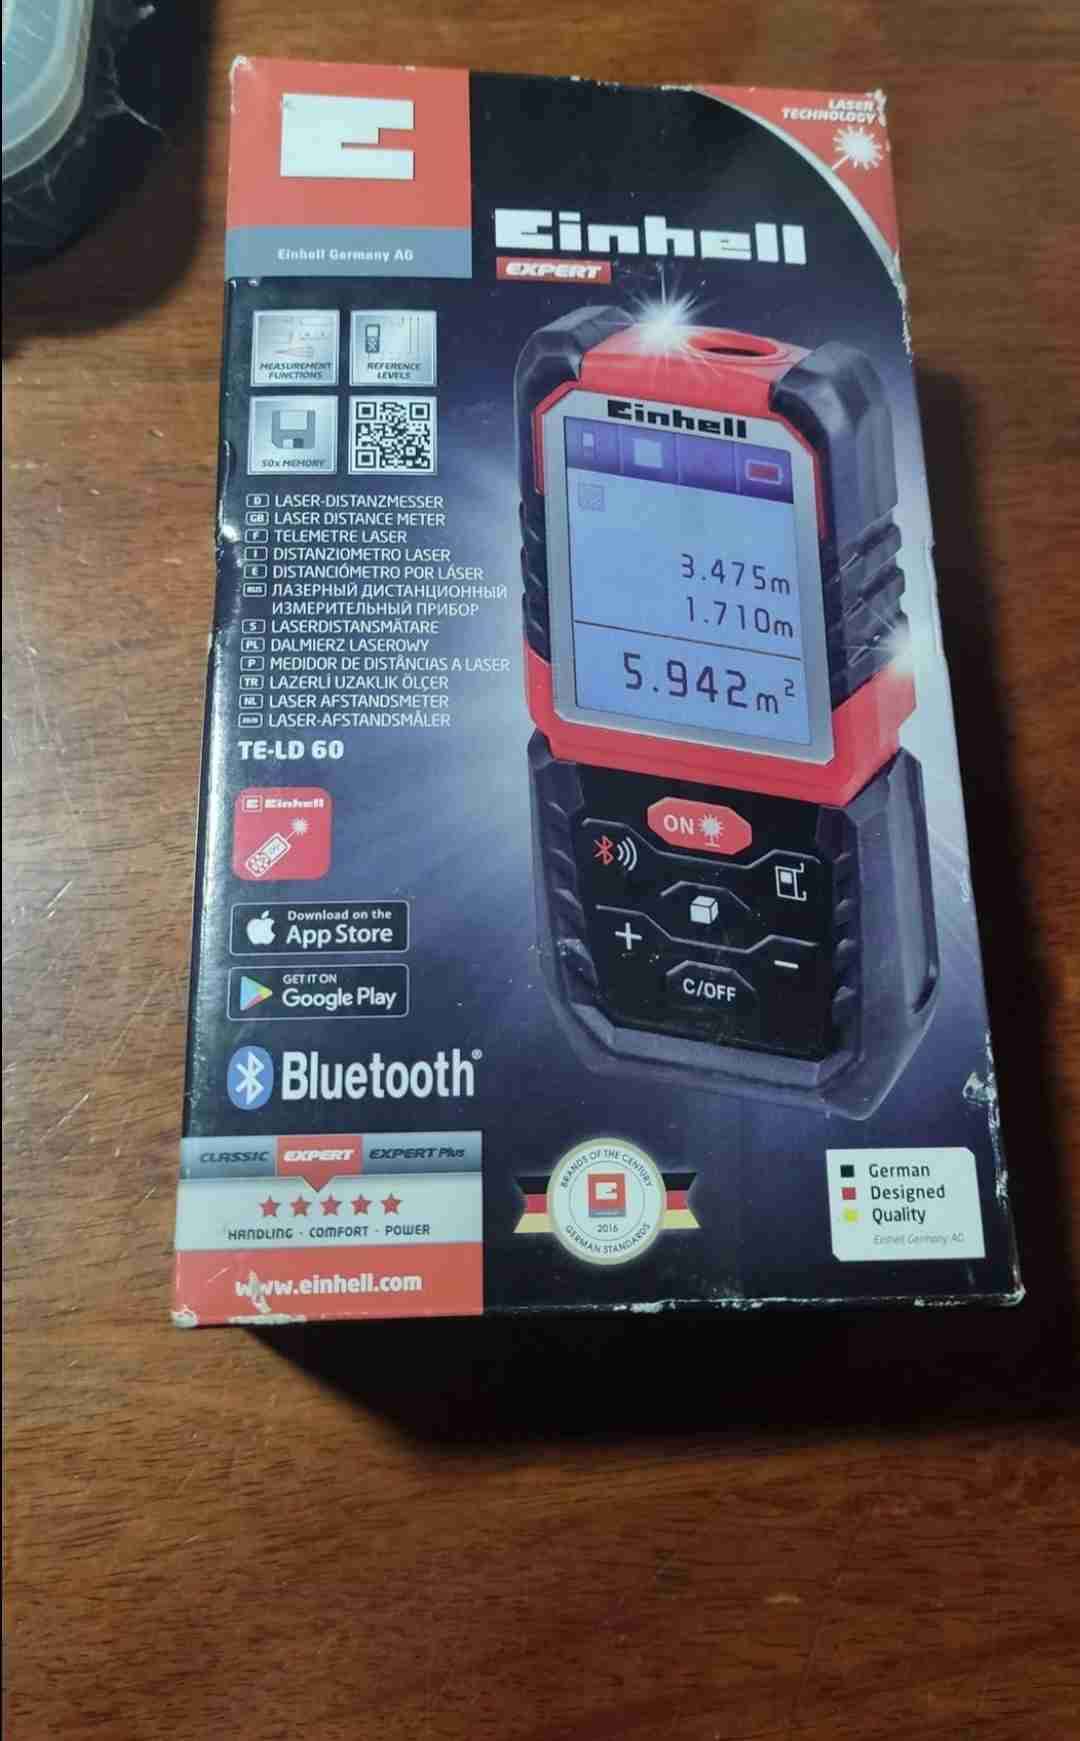 LASER
TECHNOLOGY
Einhell
EXPERT
Einhell Germany AG
MEASUREMENT
FUNCTIONS
REFERENCE
LEVELS
50x MEMORY
D LASER-DISTANZMESSER
GB LASER DISTANCE METER
F TELEMETRE LASER
I DISTANZIOMETRO LASER
E DISTANCIÓMETRO POR LÁSER
RUS ЛАЗЕРНЫЙ ДИСТАНЦИОННЫЙ
ИЗМЕРИТЕЛЬНЫЙ ПРИБОР
S LASERDISTANSMÄTARE
PL DALMIERZ LASEROWY
P MEDIDOR DE DISTÂNCIAS A LASER
TR LAZERLİ UZAKLIK ÖLÇER
NL LASER AFSTANDSMETER
LASER-AFSTANDSMÅLER
TE-LD 60
Einhell
Download on the
App Store
GET IT ON
Google Play
Bluetooth®
Einhell
3.475m
1.710m
5.942m²
ON
+
−
C/OFF
CLASSIC EXPERT EXPERT Plus
HANDLING - COMFORT - POWER
www.einhell.com
BRANDS OF THE CENTURY
2016
GERMAN STANDARDS
German
Designed
Quality
Einhell Germany AG